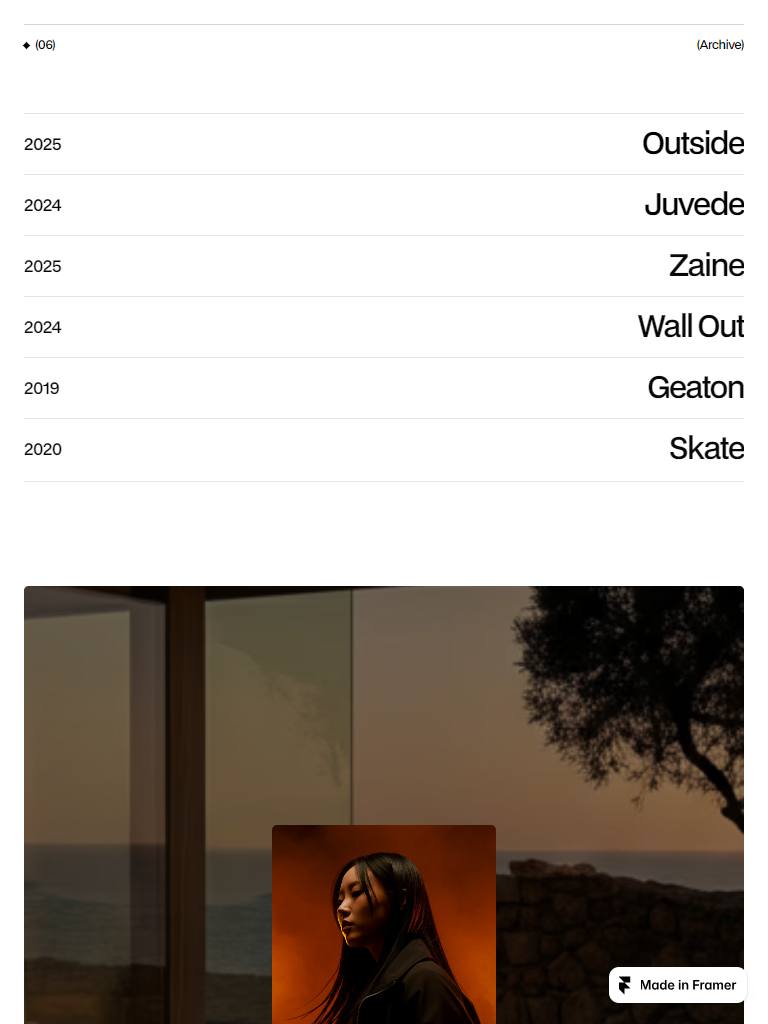 ◆ (06)
(Archive)
2025
Outside
2024
Juvede
2025
Zaine
2024
Wall Out
2019
Geaton
2020
Skate
Made in Framer